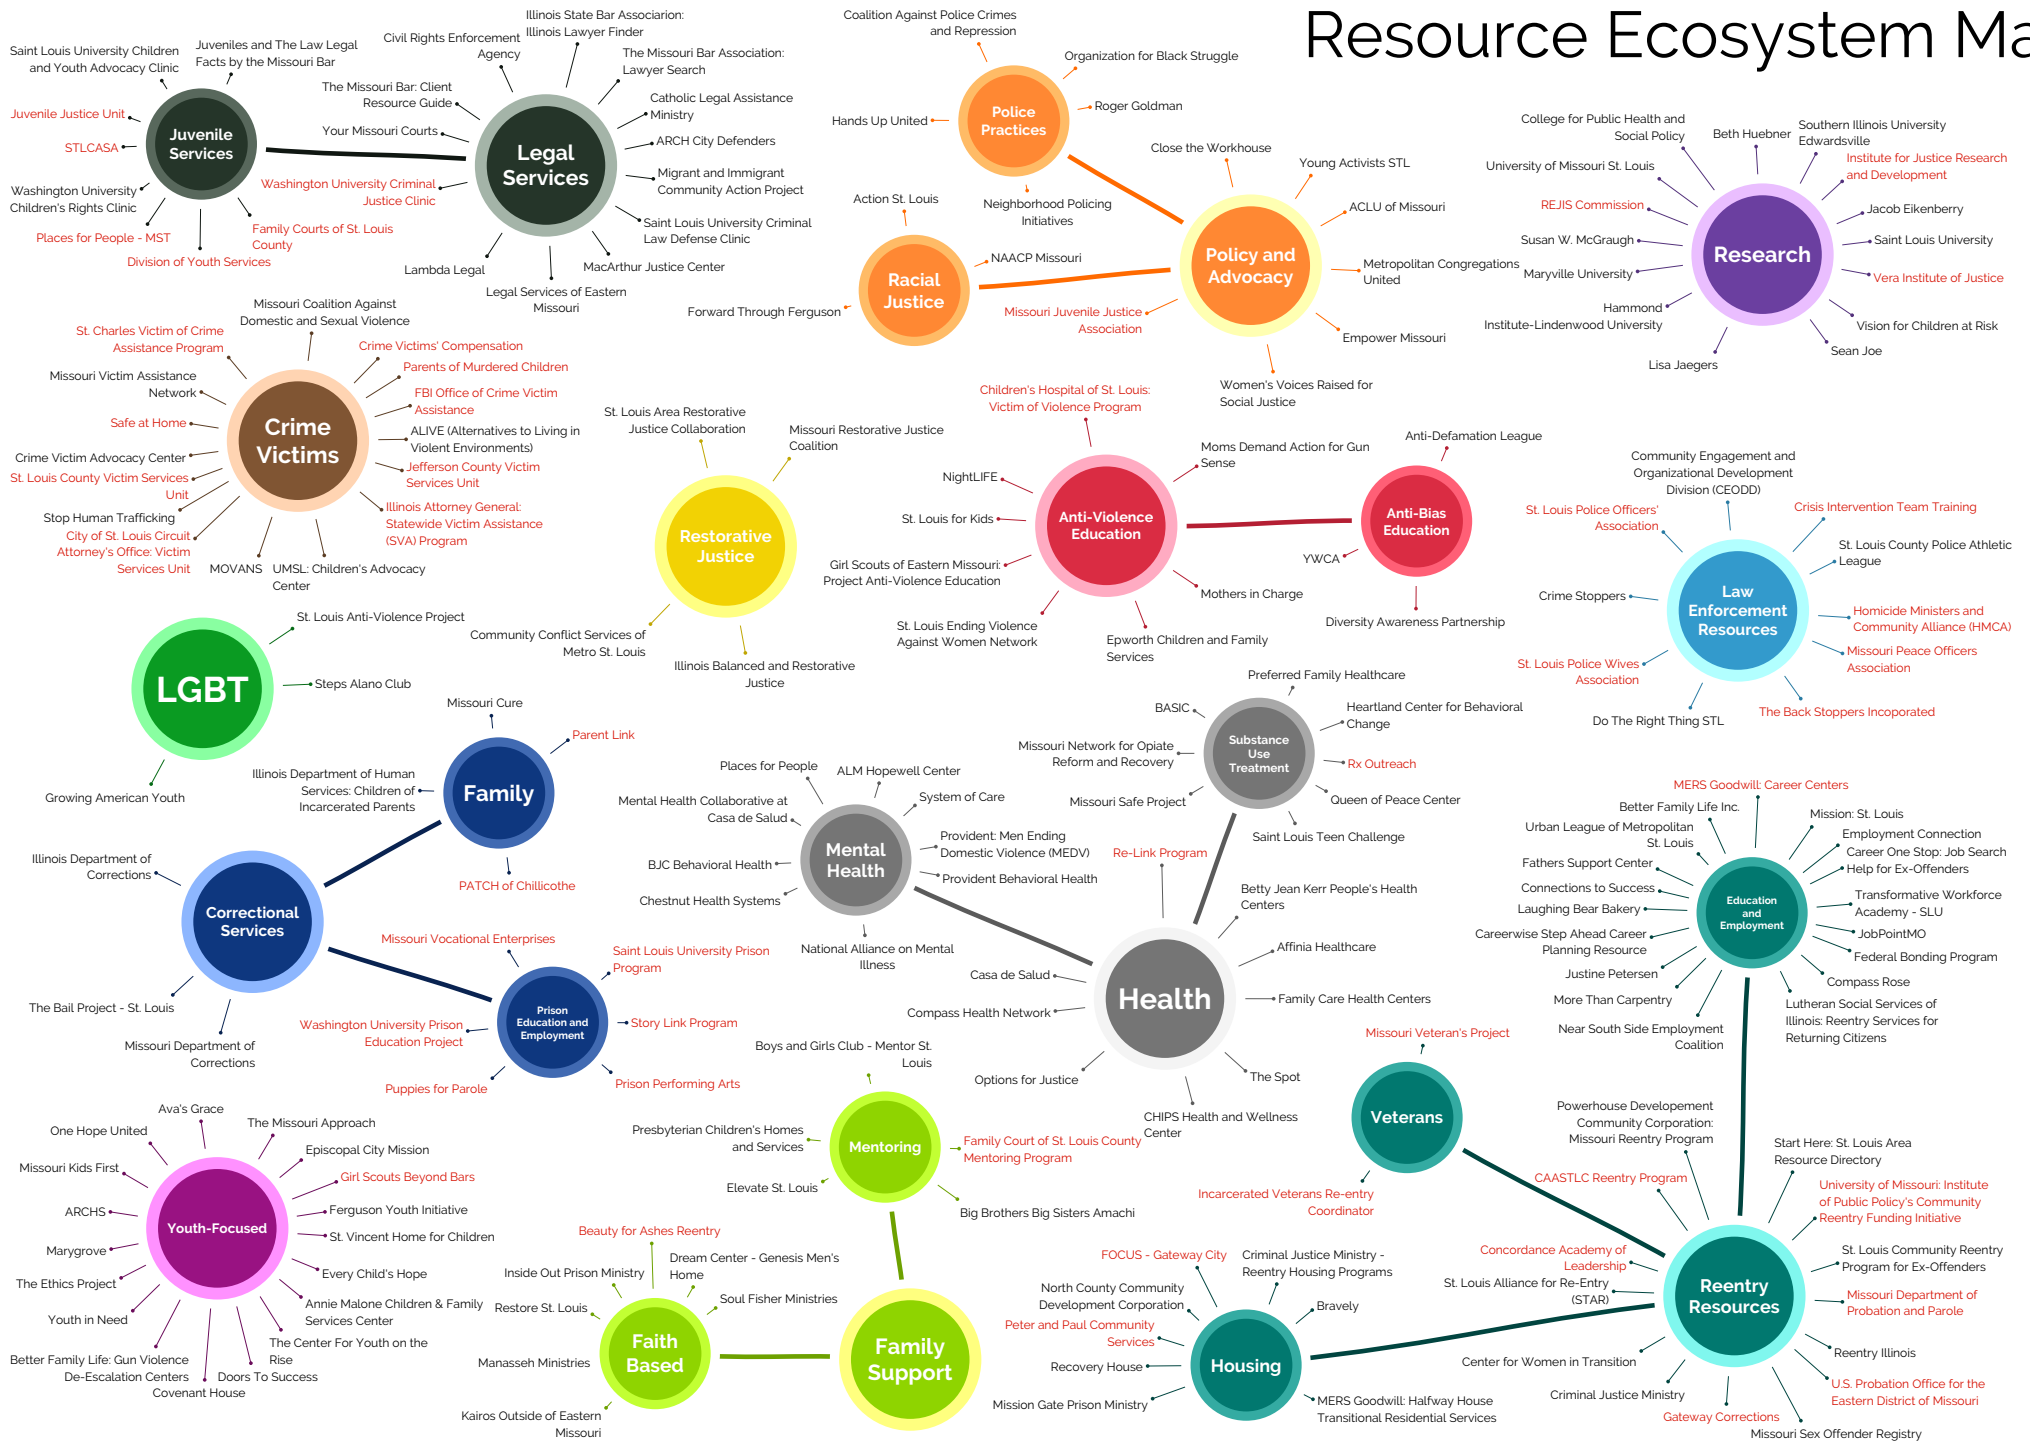 Resource Ecosystem Ma
Saint Louis University Children
and Youth Advocacy Clinic
Juveniles and The Law Legal
Facts by the Missouri Bar
Juvenile Justice Unit
STLCASA
Juvenile
Services
Washington University
Children's Rights Clinic
Places for People - MST
Division of Youth Services
Family Courts of St. Louis
County
Illinois State Bar Associarion:
Illinois Lawyer Finder
Civil Rights Enforcement
Agency
The Missouri Bar Association:
Lawyer Search
The Missouri Bar: Client
Resource Guide
Catholic Legal Assistance
Ministry
Your Missouri Courts
ARCH City Defenders
Legal
Services
Washington University Criminal
Justice Clinic
Migrant and Immigrant
Community Action Project
Saint Louis University Criminal
Law Defense Clinic
Lambda Legal
MacArthur Justice Center
Legal Services of Eastern
Missouri
Coalition Against Police Crimes
and Repression
Organization for Black Struggle
Roger Goldman
Hands Up United
Police
Practices
Neighborhood Policing
Initiatives
Close the Workhouse
Young Activists STL
ACLU of Missouri
Policy and
Advocacy
Metropolitan Congregations
United
Missouri Juvenile Justice
Association
Empower Missouri
Women's Voices Raised for
Social Justice
Action St. Louis
NAACP Missouri
Racial
Justice
Forward Through Ferguson
College for Public Health and
Social Policy
Beth Huebner
Southern Illinois University
Edwardsville
Institute for Justice Research
and Development
University of Missouri St. Louis
REJIS Commission
Jacob Eikenberry
Susan W. McGraugh
Saint Louis University
Research
Maryville University
Vera Institute of Justice
Hammond
Institute-Lindenwood University
Vision for Children at Risk
Lisa Jaegers
Sean Joe
Missouri Coalition Against
Domestic and Sexual Violence
St. Charles Victim of Crime
Assistance Program
Crime Victims' Compensation
Parents of Murdered Children
Missouri Victim Assistance
Network
FBI Office of Crime Victim
Assistance
Safe at Home
Crime
Victims
ALIVE (Alternatives to Living in
Violent Environments)
Crime Victim Advocacy Center
Jefferson County Victim
Services Unit
St. Louis County Victim Services
Unit
Illinois Attorney General:
Statewide Victim Assistance
(SVA) Program
Stop Human Trafficking
City of St. Louis Circuit
Attorney's Office: Victim
Services Unit
MOVANS
UMSL: Children's Advocacy
Center
St. Louis Area Restorative
Justice Collaboration
Missouri Restorative Justice
Coalition
Restorative
Justice
Community Conflict Services of
Metro St. Louis
Illinois Balanced and Restorative
Justice
Children's Hospital of St. Louis:
Victim of Violence Program
Moms Demand Action for Gun
Sense
NightLIFE
St. Louis for Kids
Anti-Violence
Education
Girl Scouts of Eastern Missouri:
Project Anti-Violence Education
Mothers in Charge
St. Louis Ending Violence
Against Women Network
Epworth Children and Family
Services
Anti-Defamation League
Anti-Bias
Education
YWCA
Diversity Awareness Partnership
Community Engagement and
Organizational Development
Division (CEODD)
St. Louis Police Officers'
Association
Crisis Intervention Team Training
St. Louis County Police Athletic
League
Crime Stoppers
Law
Enforcement
Resources
Homicide Ministers and
Community Alliance (HMCA)
St. Louis Police Wives
Association
Missouri Peace Officers
Association
Do The Right Thing STL
The Back Stoppers Incoporated
LGBT
St. Louis Anti-Violence Project
Steps Alano Club
Growing American Youth
Missouri Cure
Parent Link
Illinois Department of Human
Services: Children of
Incarcerated Parents
Family
PATCH of Chillicothe
Illinois Department of
Corrections
Correctional
Services
The Bail Project - St. Louis
Missouri Department of
Corrections
Missouri Vocational Enterprises
Saint Louis University Prison
Program
Prison
Education and
Employment
Washington University Prison
Education Project
Story Link Program
Puppies for Parole
Prison Performing Arts
Places for People
ALM Hopewell Center
Mental Health Collaborative at
Casa de Salud
System of Care
Mental
Health
Provident: Men Ending
Domestic Violence (MEDV)
BJC Behavioral Health
Provident Behavioral Health
Chestnut Health Systems
National Alliance on Mental
Illness
Preferred Family Healthcare
BASIC
Heartland Center for Behavioral
Change
Missouri Network for Opiate
Reform and Recovery
Substance
Use
Treatment
Rx Outreach
Missouri Safe Project
Queen of Peace Center
Saint Louis Teen Challenge
Re-Link Program
Betty Jean Kerr People's Health
Centers
Affinia Healthcare
Casa de Salud
Health
Family Care Health Centers
Compass Health Network
Options for Justice
The Spot
CHIPS Health and Wellness
Center
MERS Goodwill: Career Centers
Better Family Life Inc.
Mission: St. Louis
Urban League of Metropolitan
St. Louis
Employment Connection
Career One Stop: Job Search
Help for Ex-Offenders
Fathers Support Center
Connections to Success
Education
and
Employment
Transformative Workforce
Academy - SLU
Laughing Bear Bakery
JobPointMO
Careerwise Step Ahead Career
Planning Resource
Federal Bonding Program
Justine Petersen
Compass Rose
More Than Carpentry
Lutheran Social Services of
Illinois: Reentry Services for
Returning Citizens
Near South Side Employment
Coalition
Missouri Veteran's Project
Veterans
Incarcerated Veterans Re-entry
Coordinator
Boys and Girls Club - Mentor St.
Louis
Presbyterian Children's Homes
and Services
Mentoring
Family Court of St. Louis County
Mentoring Program
Elevate St. Louis
Big Brothers Big Sisters Amachi
Ava's Grace
The Missouri Approach
One Hope United
Episcopal City Mission
Missouri Kids First
Girl Scouts Beyond Bars
ARCHS
Ferguson Youth Initiative
Youth-Focused
St. Vincent Home for Children
Marygrove
Every Child's Hope
The Ethics Project
Annie Malone Children & Family
Services Center
Youth in Need
The Center For Youth on the
Rise
Better Family Life: Gun Violence
De-Escalation Centers
Doors To Success
Covenant House
Beauty for Ashes Reentry
Dream Center - Genesis Men's
Home
Inside Out Prison Ministry
Soul Fisher Ministries
Restore St. Louis
Faith
Based
Manasseh Ministries
Kairos Outside of Eastern
Missouri
Family
Support
FOCUS - Gateway City
Criminal Justice Ministry -
Reentry Housing Programs
North County Community
Development Corporation
Bravely
Peter and Paul Community
Services
Recovery House
Housing
Mission Gate Prison Ministry
MERS Goodwill: Halfway House
Transitional Residential Services
Powerhouse Developement
Community Corporation:
Missouri Reentry Program
Start Here: St. Louis Area
Resource Directory
CAASTLC Reentry Program
University of Missouri: Institute
of Public Policy's Community
Reentry Funding Initiative
Concordance Academy of
Leadership
St. Louis Community Reentry
Program for Ex-Offenders
St. Louis Alliance for Re-Entry
(STAR)
Reentry
Resources
Missouri Department of
Probation and Parole
Center for Women in Transition
Reentry Illinois
Criminal Justice Ministry
U.S. Probation Office for the
Eastern District of Missouri
Gateway Corrections
Missouri Sex Offender Registry